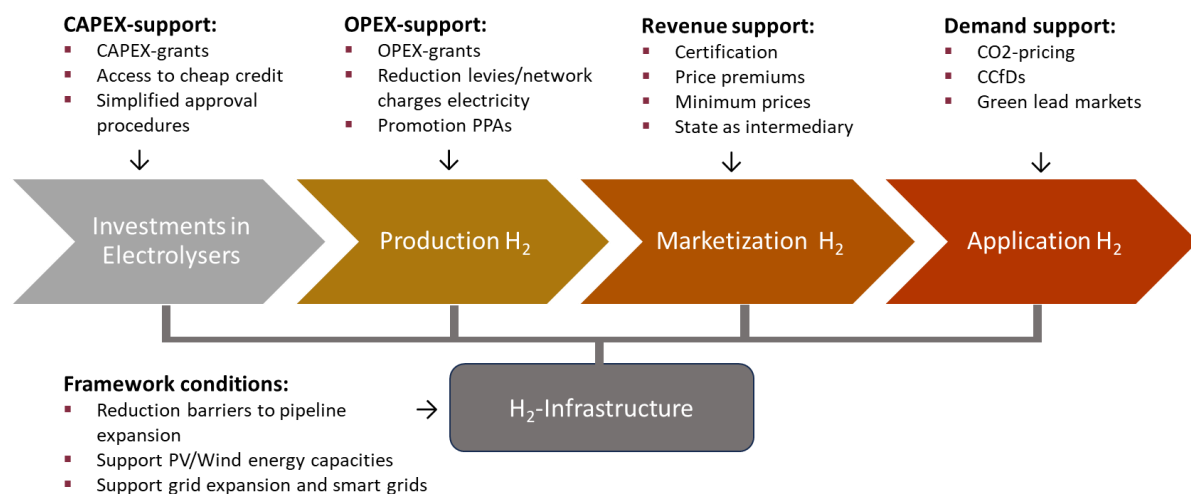 CAPEX-support:
▪ CAPEX-grants
▪ Access to cheap credit
▪ Simplified approval
procedures
OPEX-support:
▪ OPEX-grants
▪ Reduction levies/network
charges electricity
▪ Promotion PPAs
Revenue support:
▪ Certification
▪ Price premiums
▪ Minimum prices
▪ State as intermediary
Demand support:
▪ CO2-pricing
▪ CCfDs
▪ Green lead markets
Investments in
Electrolysers
Production H₂
Marketization H₂
Application H₂
Framework conditions:
▪ Reduction barriers to pipeline
expansion
▪ Support PV/Wind energy capacities
▪ Support grid expansion and smart grids
H₂-Infrastructure